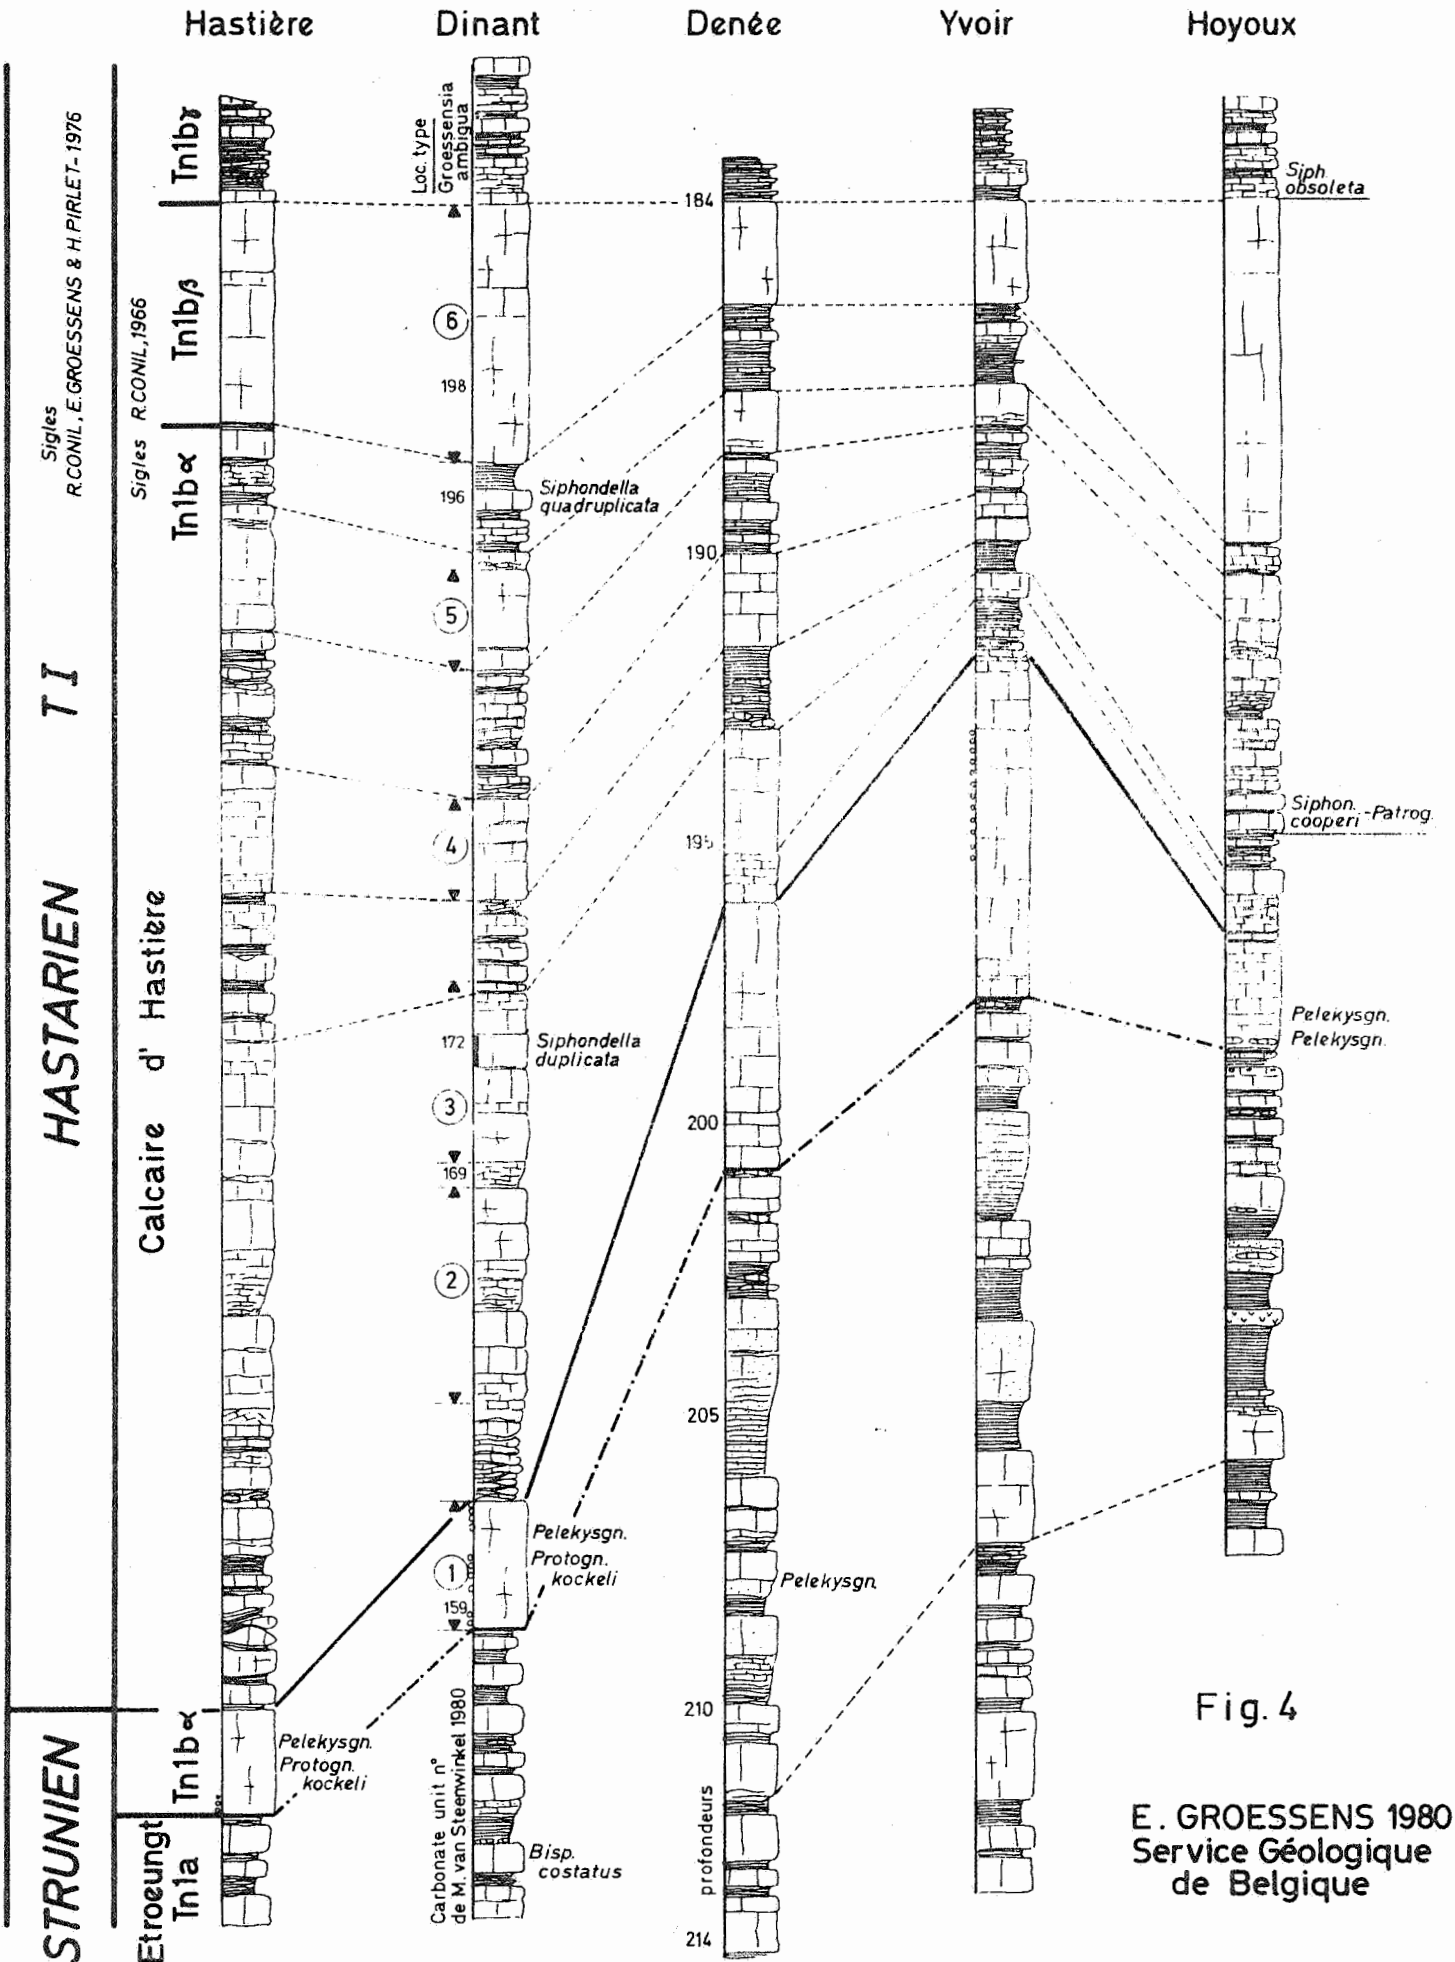 Hastière
Dinant
Denée
Yvoir
Hoyoux
Sigles
R.CONIL, E.GROESSENS & H.PIRLET-1976
T I
HASTARIEN
STRUNIEN
Sigles R.CONIL,1966
Calcaire d' Hastière
Etrœungt
Tn1bγ
Tn1bβ
Tn1bα
Tn1bα
Tn1a
Pelekysgn.
Protogn.
kockeli
Loc. type
Groessensia
ambigua
6
198
196
5
4
172
3
169
2
1
159
Siphondella
quadruplicata
Siphondella
duplicata
Pelekysgn.
Protogn.
kockeli
Bisp.
costatus
Carbonate unit n°
de M. van Steenwinkel 1980
184
190
195
200
205
210
214
profondeurs
Pelekysgn.
Siph.
obsoleta
Siphon.
cooperi -Patrog.
Pelekysgn.
Pelekysgn.
Fig. 4
E. GROESSENS 1980
Service Géologique
de Belgique